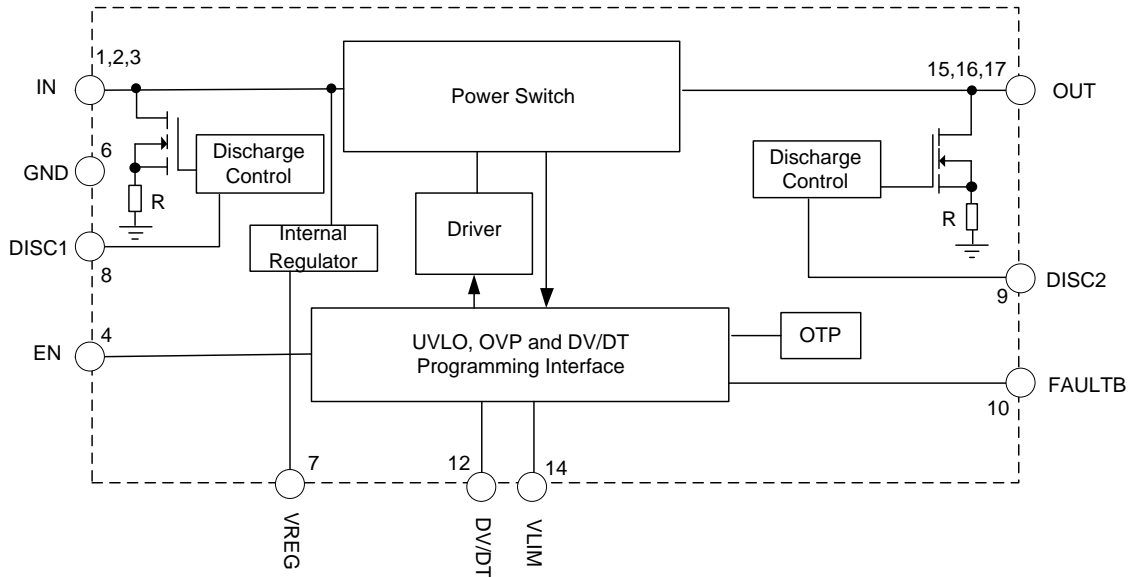 1,2,3
IN
Power Switch
15,16,17
OUT
6
GND
Discharge
Control
R
Discharge
Control
R
DISC1
8
Internal
Regulator
Driver
DISC2
9
4
EN
UVLO, OVP and DV/DT
Programming Interface
OTP
FAULTB
10
7
12
14
VREG
DV/DT
VLIM